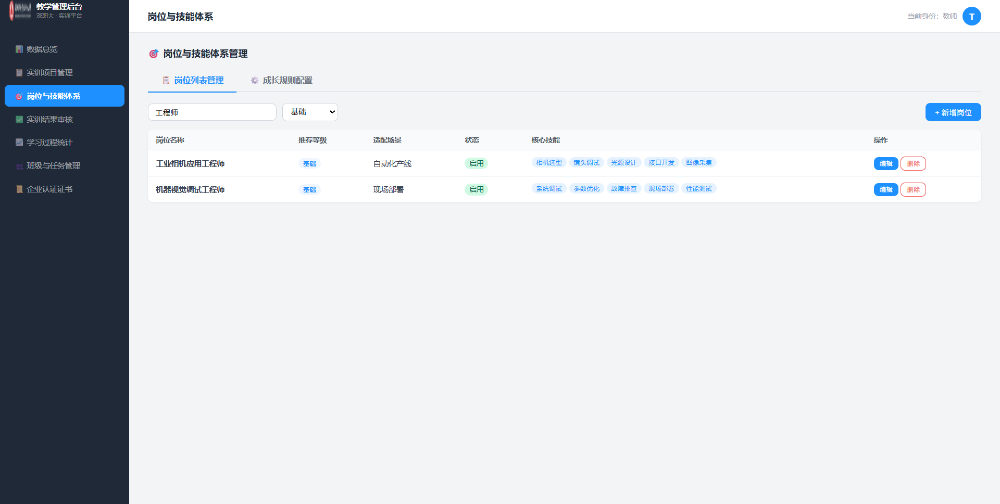 教学管理后台
深职大 · 实训平台
数据总览
实训项目管理
岗位与技能体系
实训结果审核
学习过程统计
班级与任务管理
企业认证证书
岗位与技能体系
当前身份：教师
T
岗位与技能体系管理
岗位列表管理
成长规则配置
工程师
基础
+ 新增岗位
岗位名称 推荐等级 适配场景 状态 核心技能 操作
工业相机应用工程师 基础 自动化产线 启用 相机选型 镜头调试 光源设计 接口开发 图像采集 编辑 删除
机器视觉调试工程师 基础 现场部署 启用 系统调试 参数优化 故障排查 现场部署 性能测试 编辑 删除